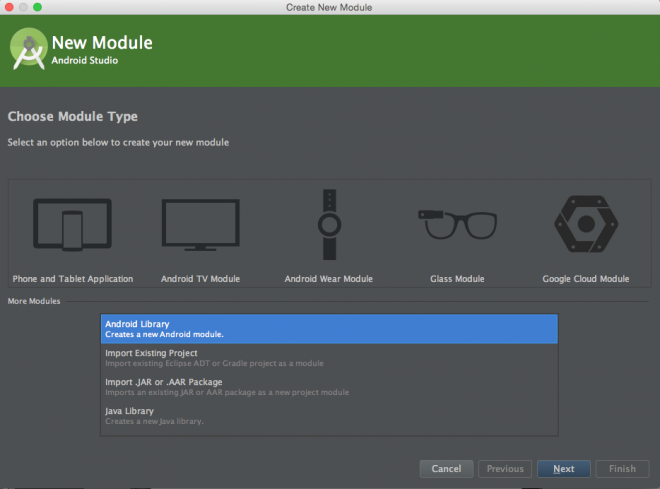 Create New Module
New Module
Android Studio
Choose Module Type
Select an option below to create your new module
Phone and Tablet Application
Android TV Module
Android Wear Module
Glass Module
Google Cloud Module
More Modules
Android Library
Creates a new Android module.
Import Existing Project
Import existing Eclipse ADT or Gradle project as a module
Import .JAR or .AAR Package
Imports an existing JAR or AAR package as a new project module
Java Library
Creates a new Java library.
Cancel
Previous
Next
Finish